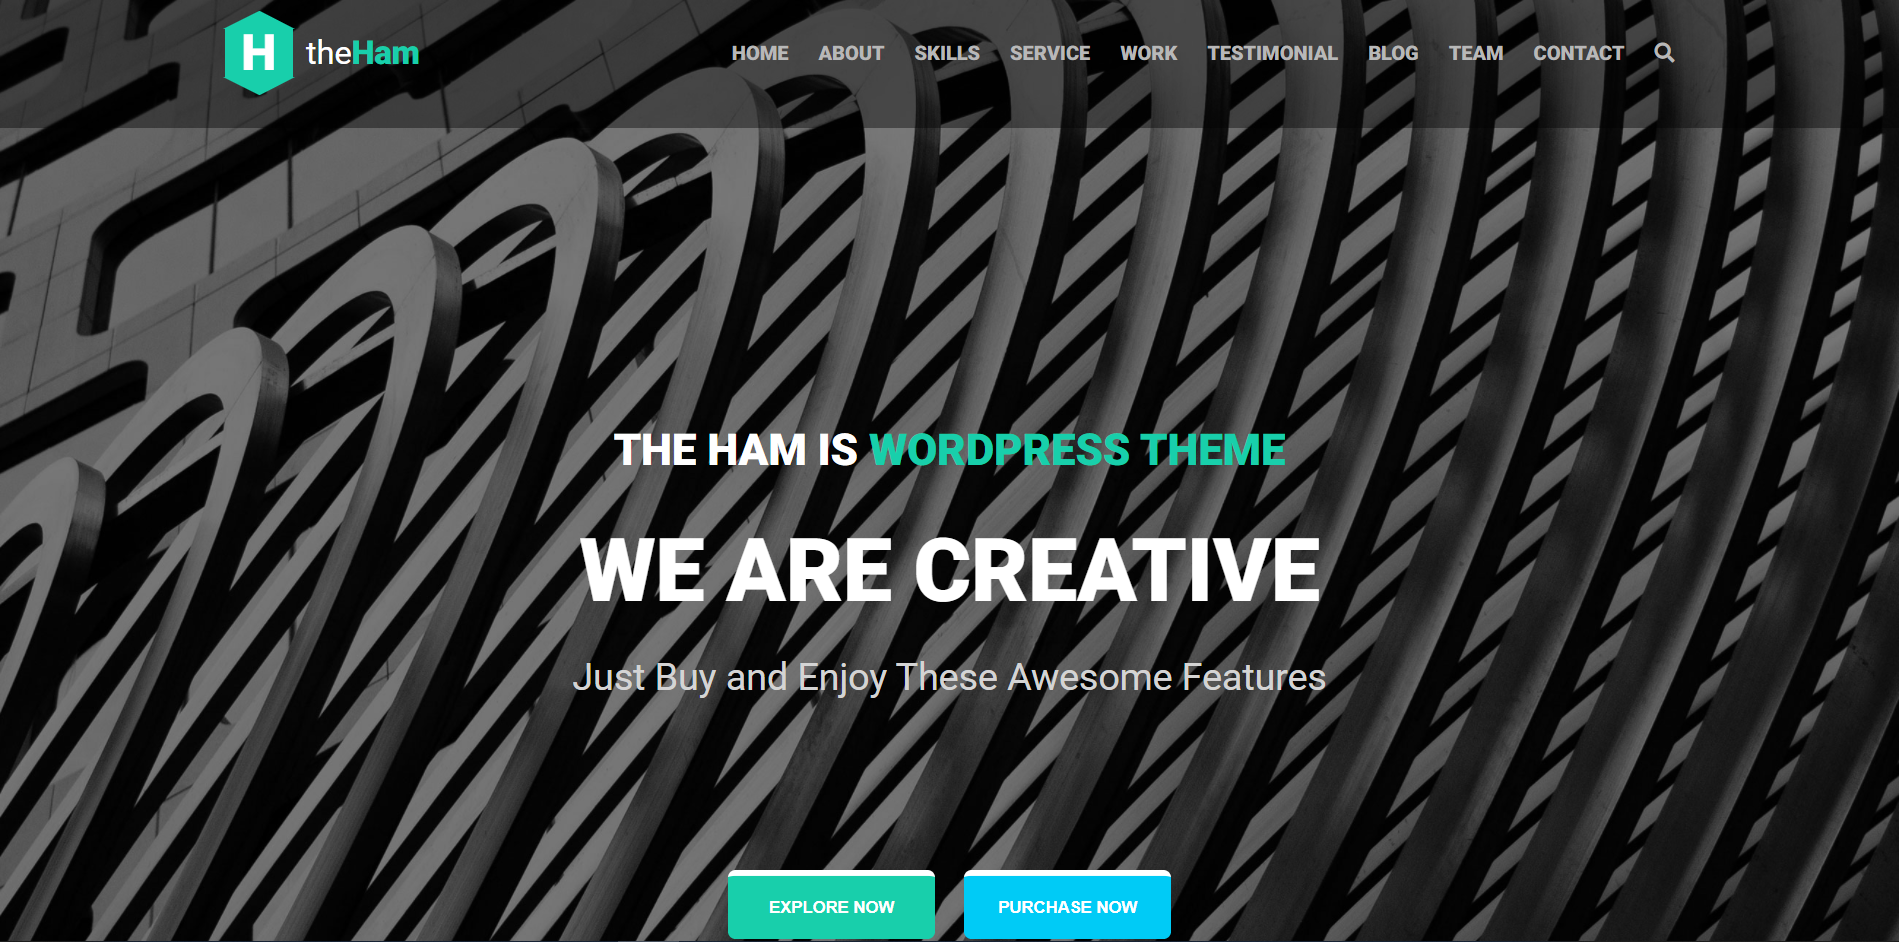 H theHam
HOME ABOUT SKILLS SERVICE WORK TESTIMONIAL BLOG TEAM CONTACT
THE HAM IS WORDPRESS THEME
WE ARE CREATIVE
Just Buy and Enjoy These Awesome Features
EXPLORE NOW PURCHASE NOW